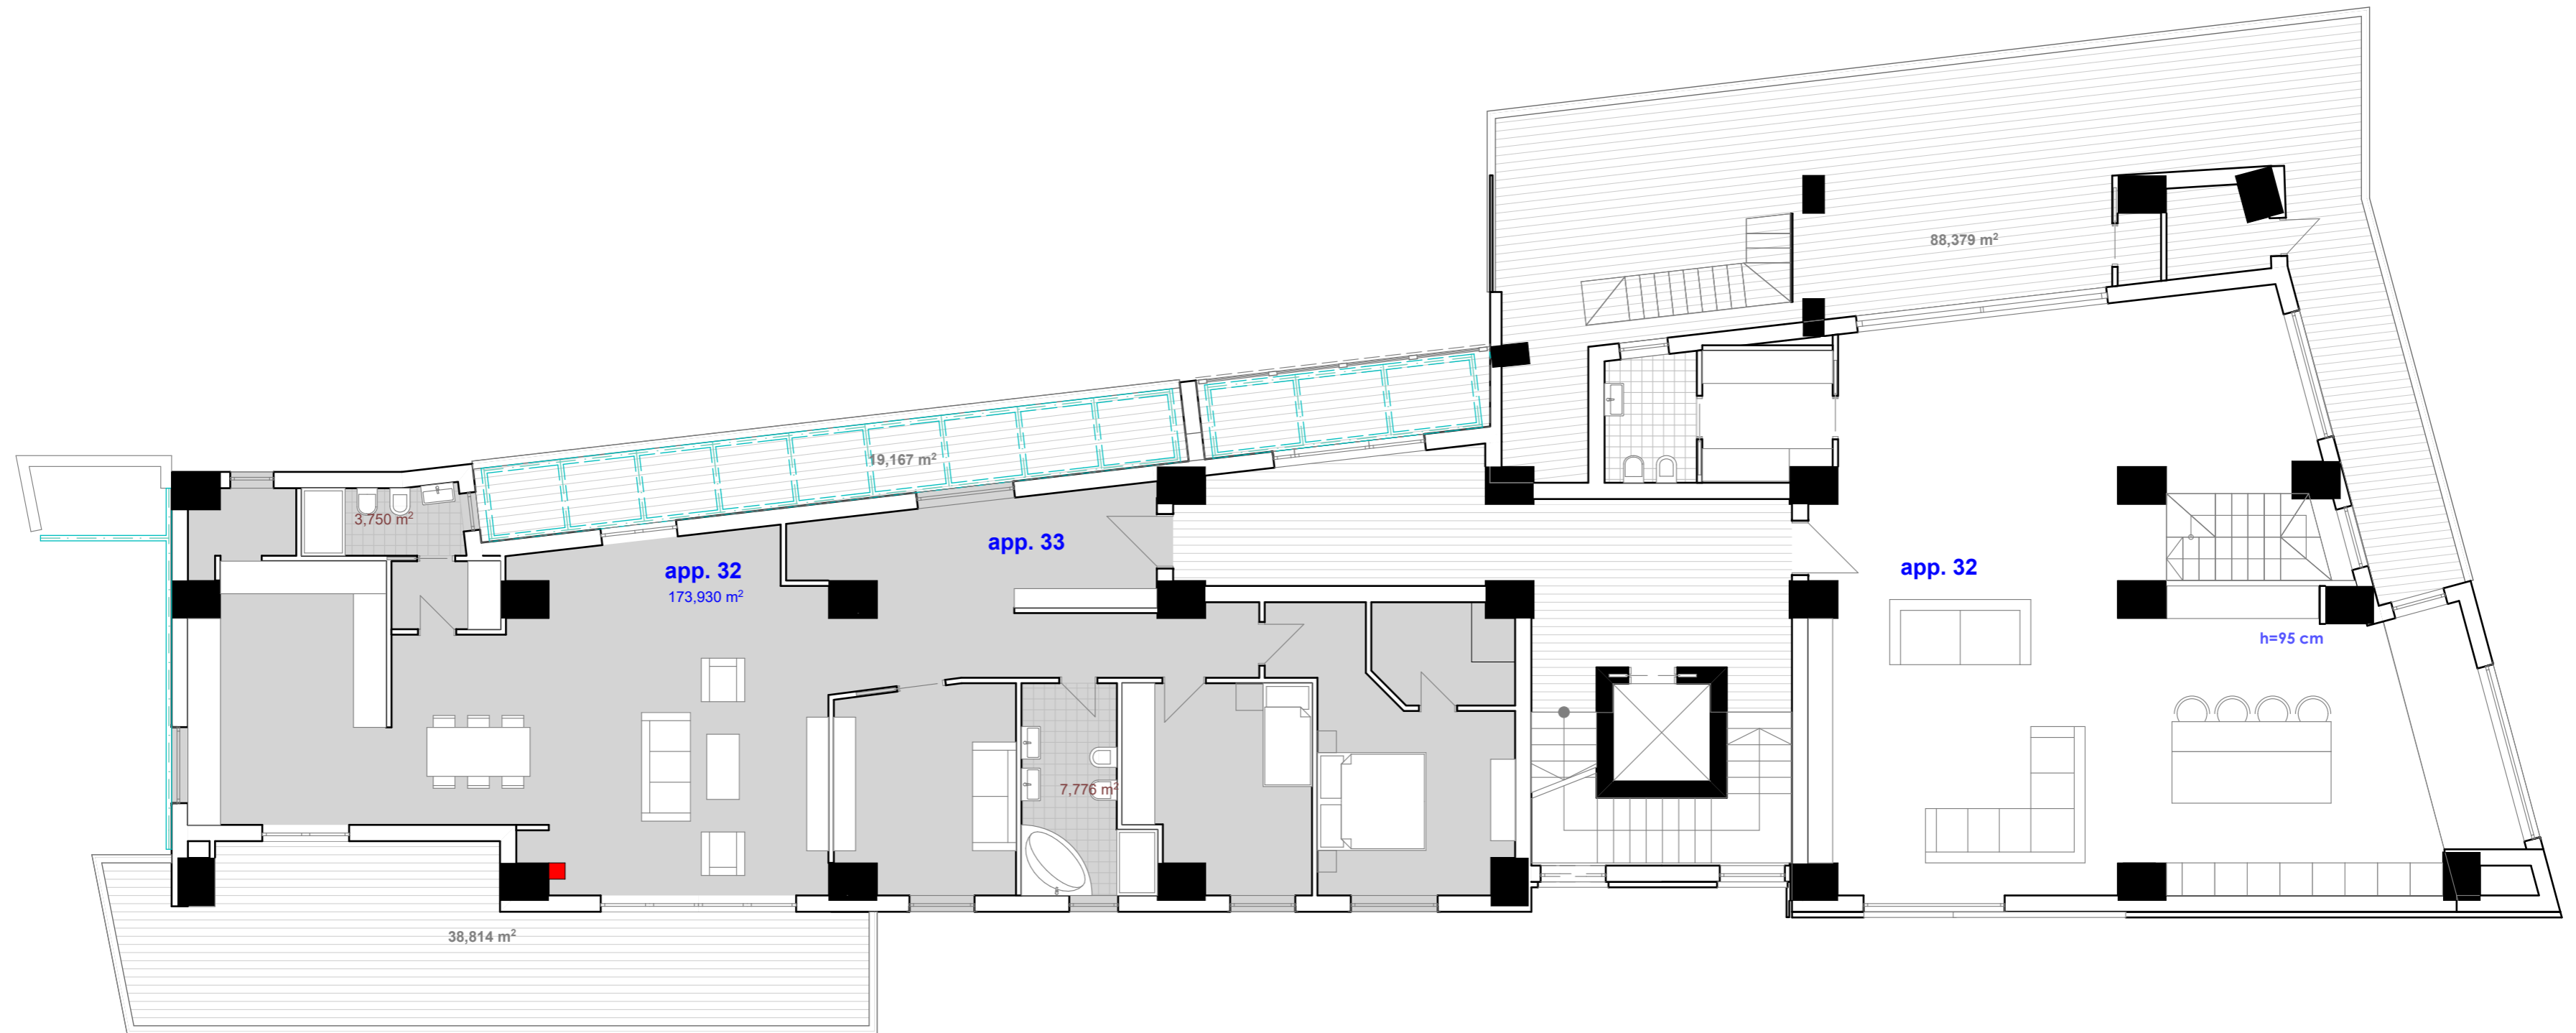 88,379 m²
19,167 m²
3,750 m²
app. 33
app. 32
173,930 m²
app. 32
h=95 cm
7,776 m²
38,814 m²